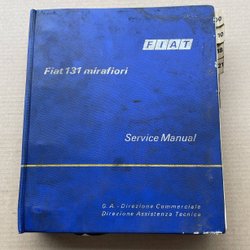 FIAT
Fiat 131 mirafiori
Service Manual
G.A - Direzione Commerciale
Direzione Assistenza Tecnica